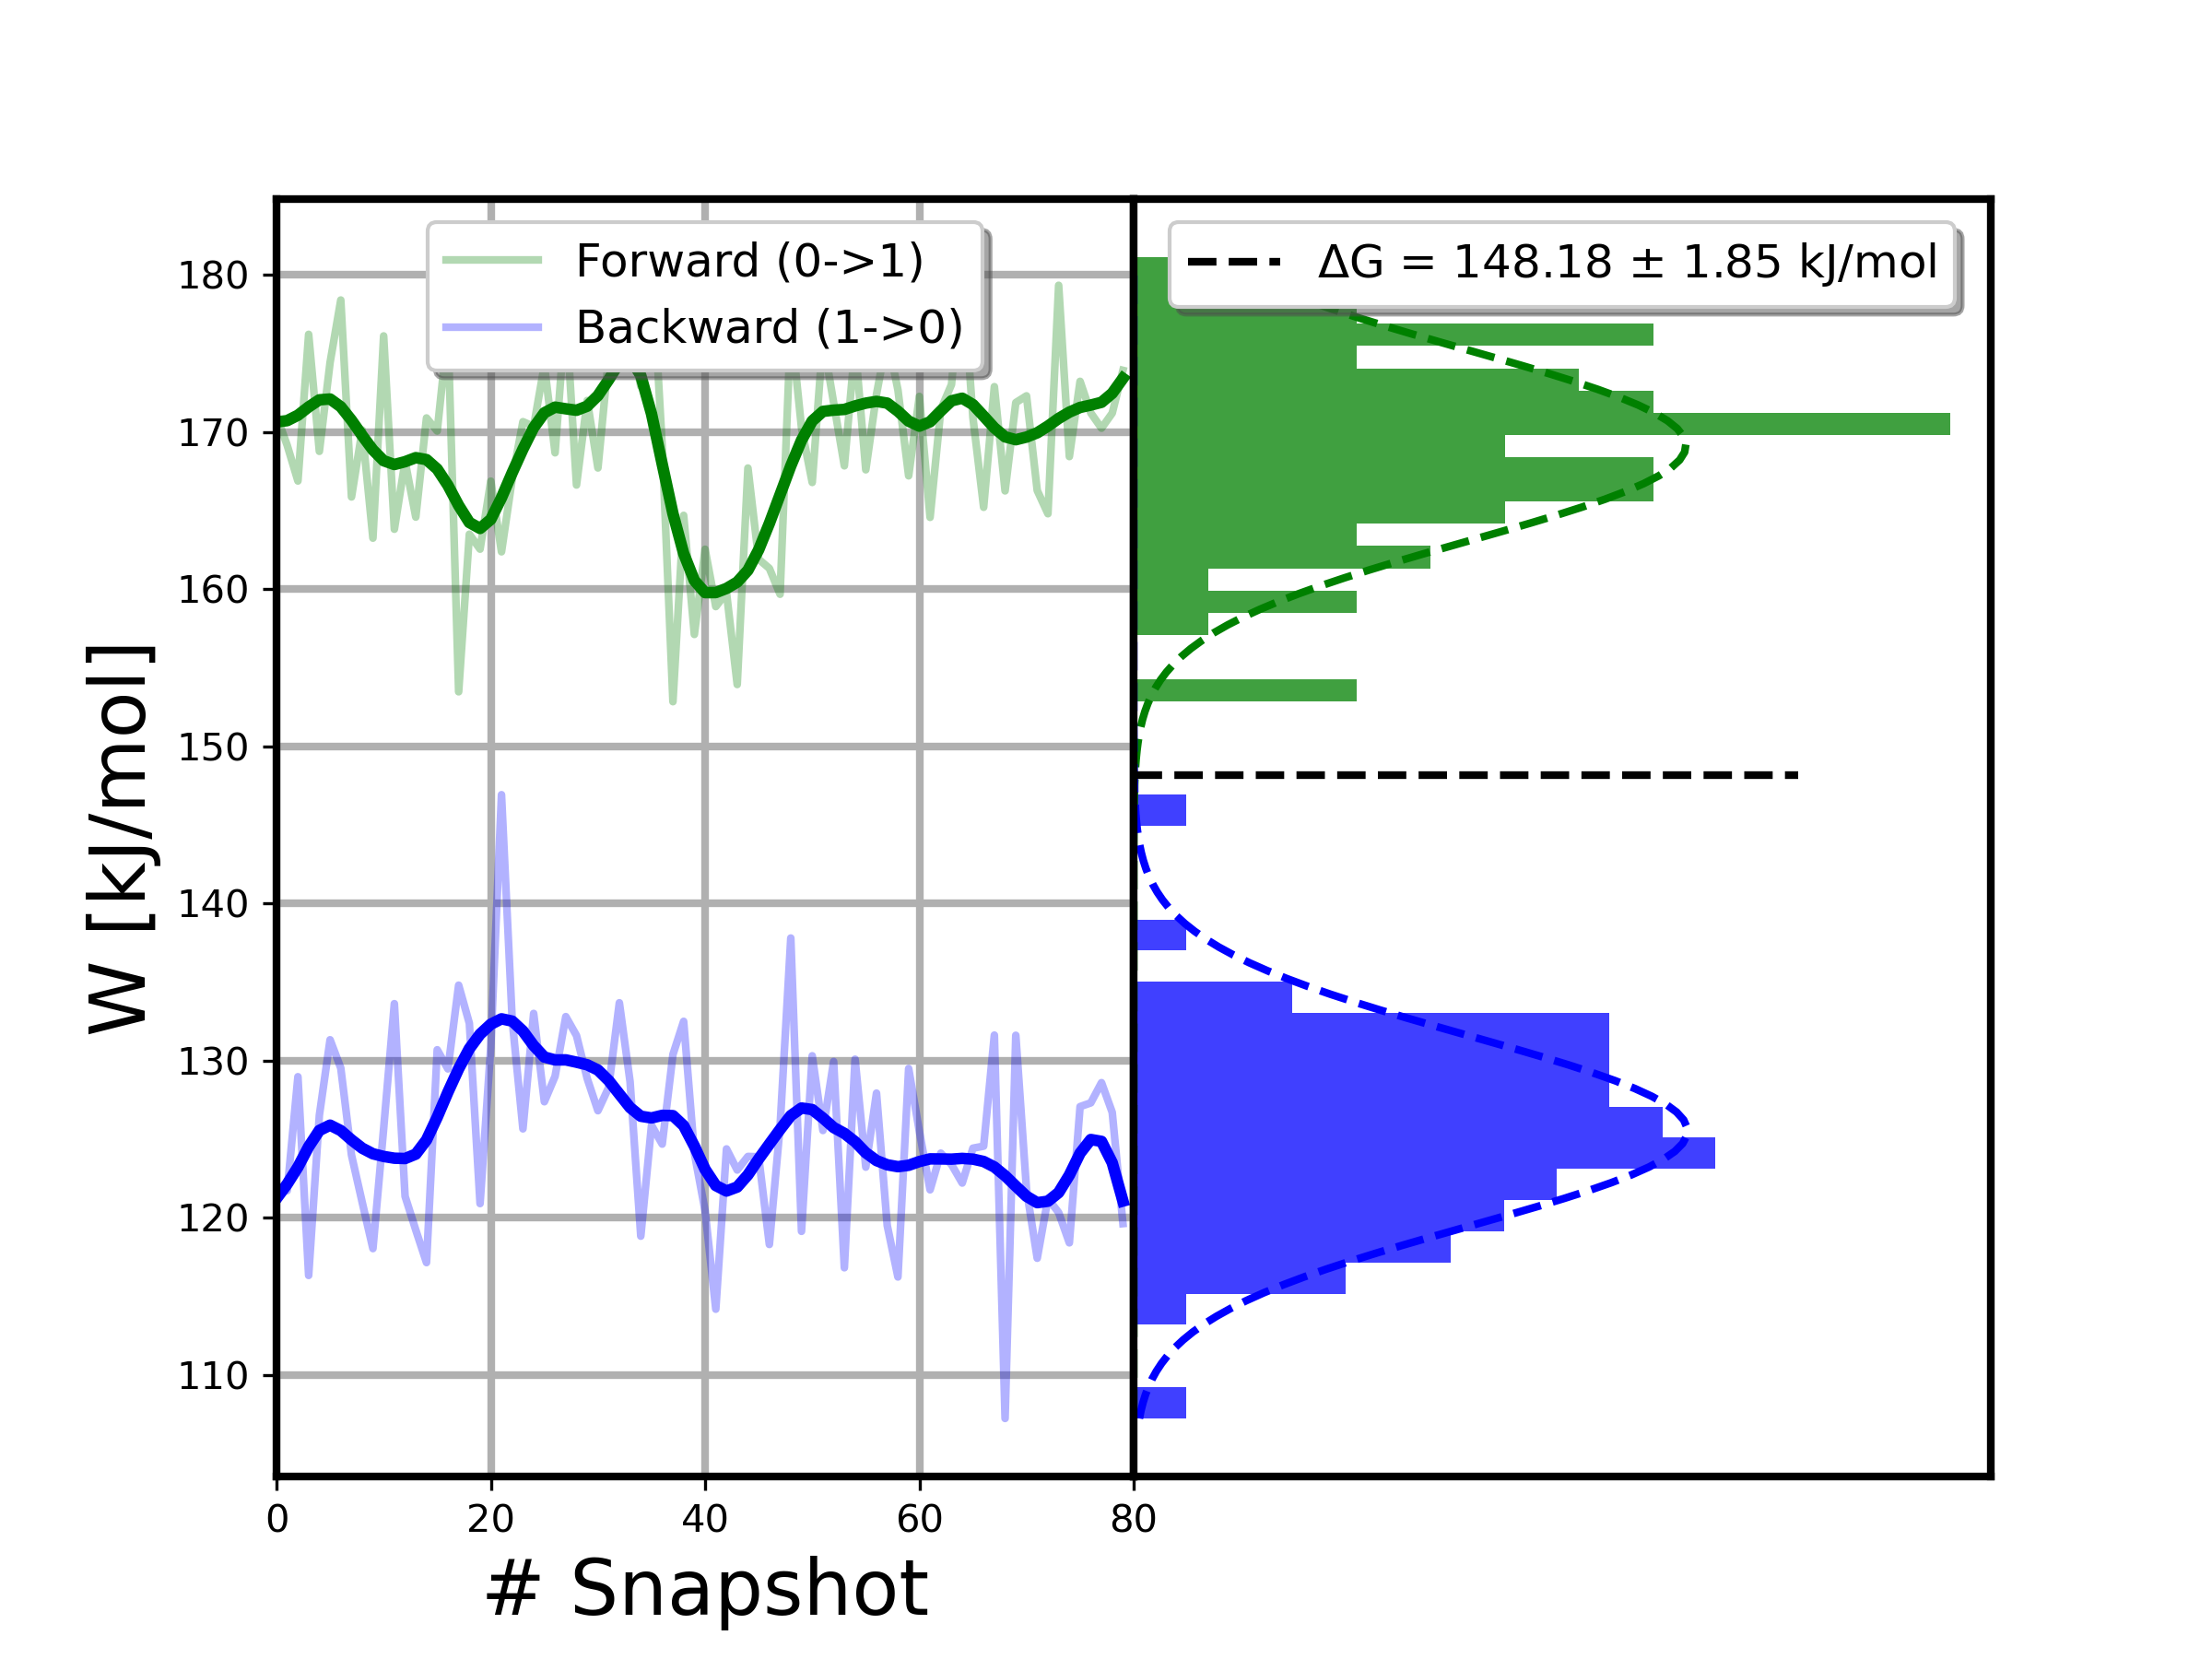 Forward (0->1)
Backward (1->0)
ΔG = 148.18 ± 1.85 kJ/mol
W [kJ/mol]
180
170
160
150
140
130
120
110
0 20 40 60 80
# Snapshot